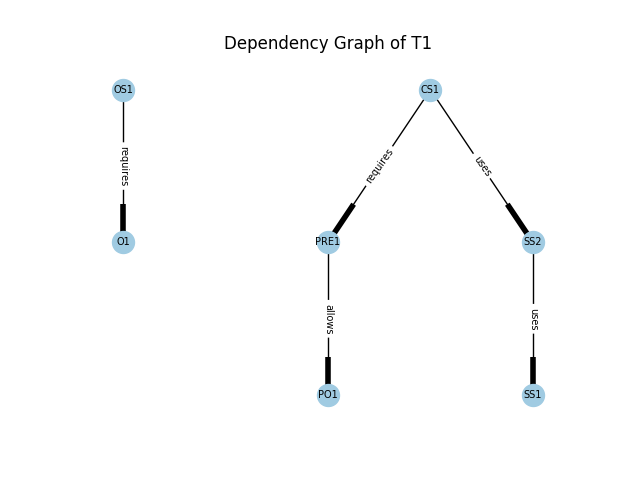 Dependency Graph of T1
OS1
CS1
requires
requires
uses
O1
PRE1
SS2
allows
uses
PO1
SS1